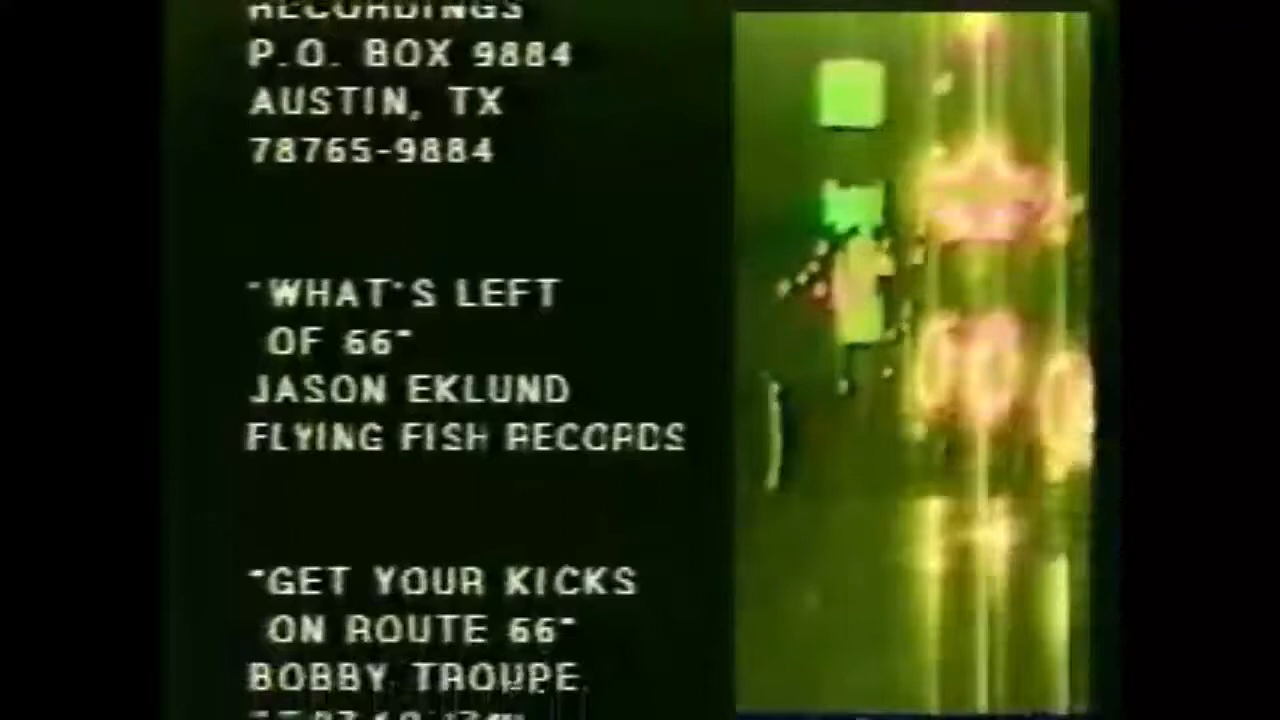 RECORDINGS
P.O. BOX 9884
AUSTIN, TX
78765-9884
"WHAT'S LEFT
OF 66"
JASON EKLUND
FLYING FISH RECORDS
"GET YOUR KICKS
ON ROUTE 66"
BOBBY TROUPE